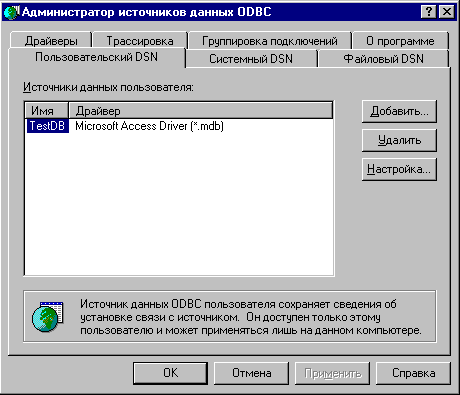 Администратор источников данных ODBC
Драйверы Трассировка Группировка подключений О программе
Пользовательский DSN Системный DSN Файловый DSN
Источники данных пользователя:
Имя Драйвер
TestDB Microsoft Access Driver (*.mdb)
Добавить...
Удалить
Настройка...
Источник данных ODBC пользователя сохраняет сведения об
установке связи с источником. Он доступен только этому
пользователю и может применяться лишь на данном компьютере.
OK Отмена Применить Справка